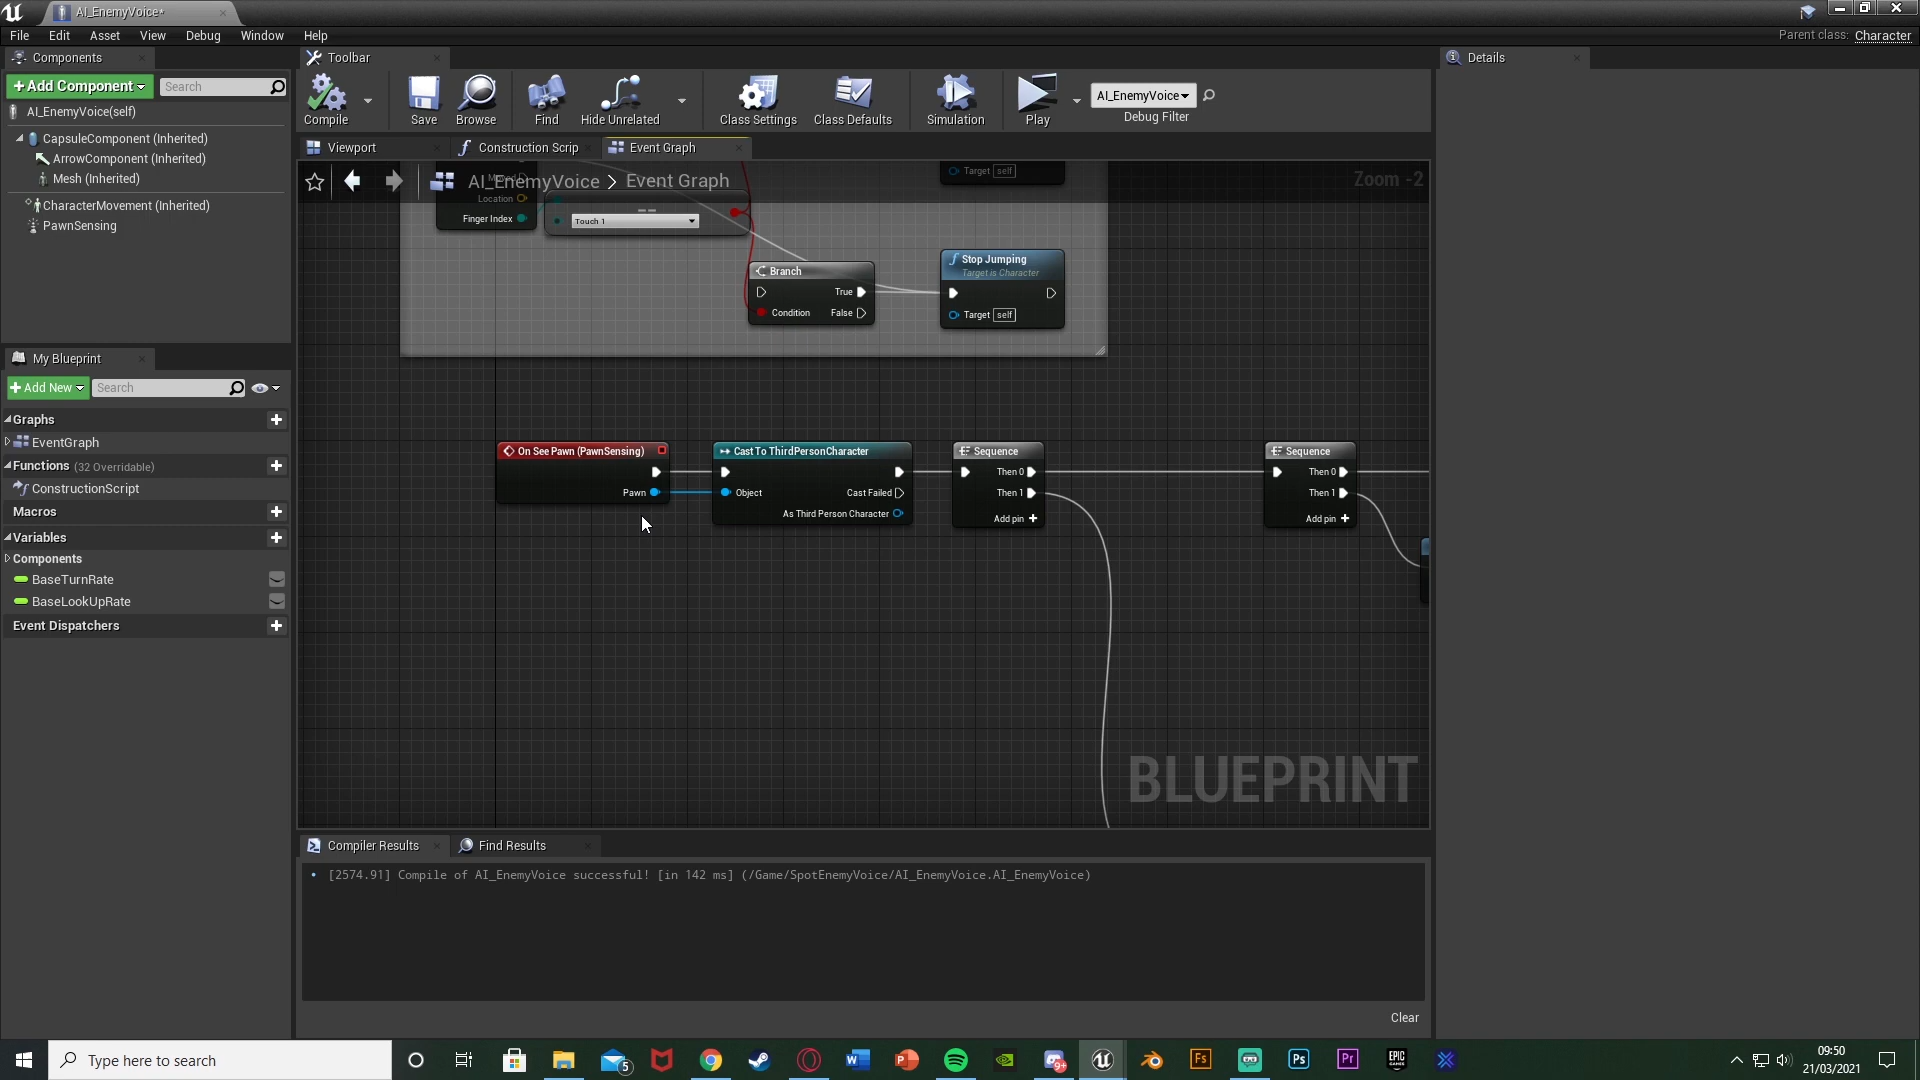 AI_EnemyVoice*
File Edit Asset View Debug Window Help
Parent class: Character
Components
Toolbar
Details
+Add Component
Search
AI_EnemyVoice(self)
CapsuleComponent (Inherited)
ArrowComponent (Inherited)
Mesh (Inherited)
CharacterMovement (Inherited)
PawnSensing
Compile
Save
Browse
Find
Hide Unrelated
Class Settings
Class Defaults
Simulation
Play
AI_EnemyVoice
Debug Filter
Viewport
Construction Scrip
Event Graph
AI_EnemyVoice > Event Graph
Zoom -2
Location
Finger Index
Touch 1
Target self
Branch
True
Condition False
Stop Jumping
Target is Character
Target self
My Blueprint
+Add New
Search
Graphs
EventGraph
Functions (32 Overridable)
ConstructionScript
Macros
Variables
Components
BaseTurnRate
BaseLookUpRate
Event Dispatchers
On See Pawn (PawnSensing)
Pawn
Cast To ThirdPersonCharacter
Object Cast Failed
As Third Person Character
Sequence
Then 0
Then 1
Add pin +
Sequence
Then 0
Then 1
Add pin +
BLUEPRINT
Compiler Results
Find Results
[2574.91] Compile of AI_EnemyVoice successful! [in 142 ms] (/Game/SpotEnemyVoice/AI_EnemyVoice.AI_EnemyVoice)
Clear
Type here to search
5
W
P
9+
Fs
Ps
Pr
EPIC
GAMES
09:50
21/03/2021